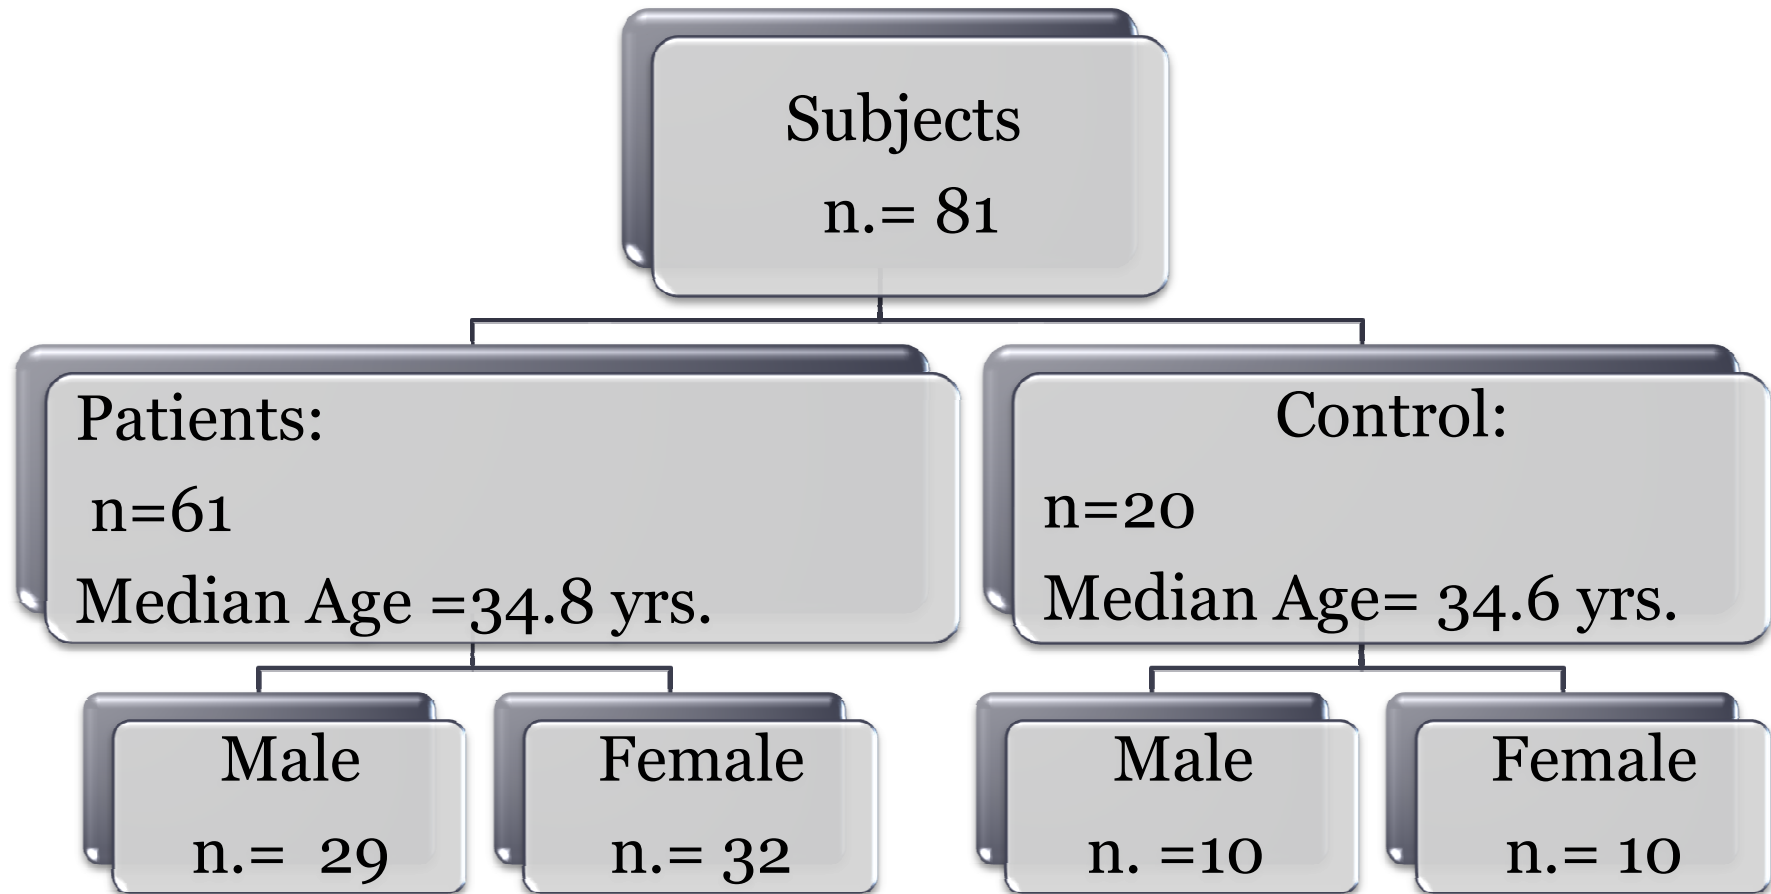 Subjects
n.= 81
Patients:
n=61
Median Age =34.8 yrs.
Control:
n=20
Median Age= 34.6 yrs.
Male
n.=  29
Female
n.= 32
Male
n. =10
Female
n.= 10